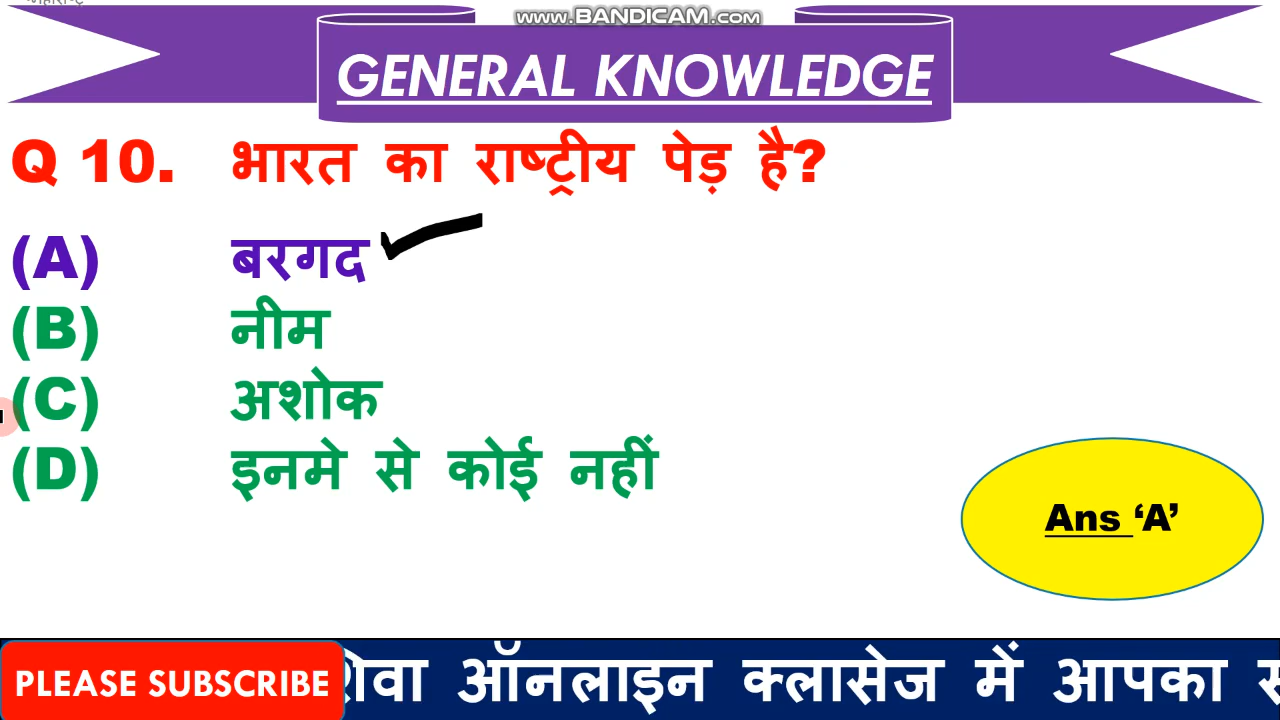 www.BANDICAM.com
GENERAL KNOWLEDGE
Q 10. भारत का राष्ट्रीय पेड़ है?
(A) बरगद
(B) नीम
(C) अशोक
(D) इनमे से कोई नहीं
Ans ‘A’
PLEASE SUBSCRIBE
ऑनलाइन क्लासेज में आपका